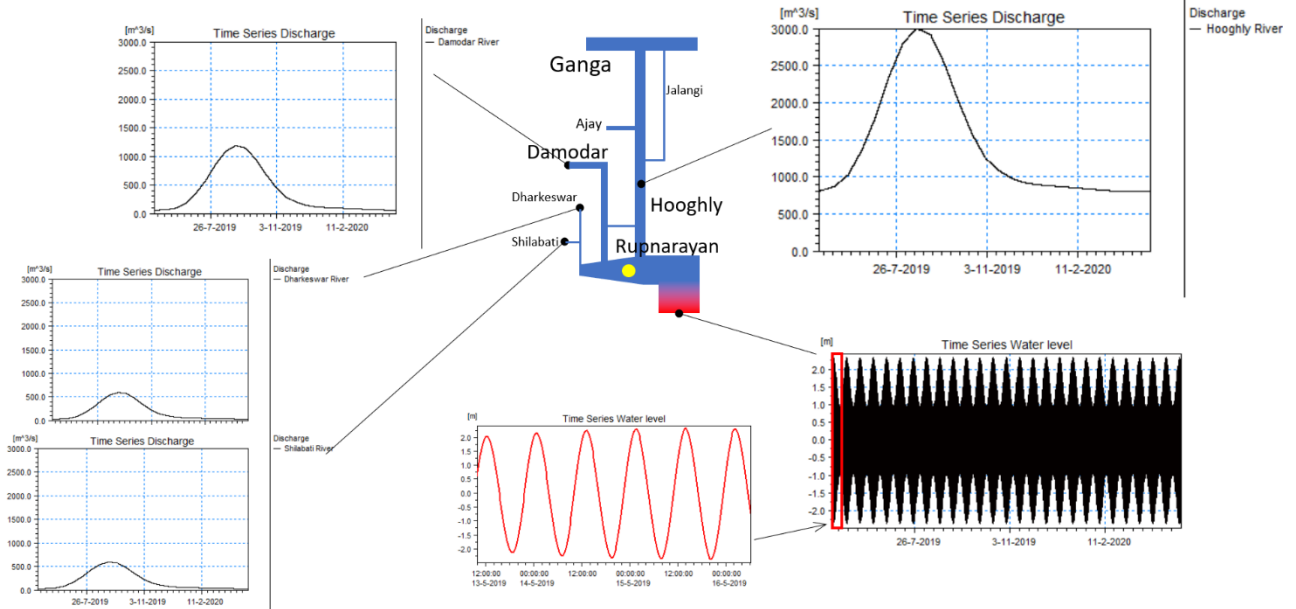 [m^3/s]
Time Series Discharge
3000.0
2500.0
2000.0
1500.0
1000.0
500.0
0.0
26-7-2019 3-11-2019 11-2-2020
Discharge
Damodar River
Ganga
Jalangi
Ajay
Damodar
Dharkeswar
Hooghly
Shilabati
Rupnarayan
[m^3/s]
Time Series Discharge
3000.0
2500.0
2000.0
1500.0
1000.0
500.0
0.0
26-7-2019 3-11-2019 11-2-2020
Discharge
Hooghly River
[m^3/s]
Time Series Discharge
3000.0
2500.0
2000.0
1500.0
1000.0
500.0
0.0
Discharge
Dharkeswar River
[m^3/s]
Time Series Discharge
3000.0
2500.0
2000.0
1500.0
1000.0
500.0
0.0
26-7-2019 3-11-2019 11-2-2020
Discharge
Shilabati River
[m]
Time Series Water level
2.0
1.5
1.0
0.5
0.0
-0.5
-1.0
-1.5
-2.0
12:00:00 00:00:00 12:00:00 00:00:00 12:00:00 00:00:00
13-5-2019 14-5-2019 15-5-2019 16-5-2019
[m]
Time Series Water level
2.0
1.5
1.0
0.5
0.0
-0.5
-1.0
-1.5
-2.0
26-7-2019 3-11-2019 11-2-2020